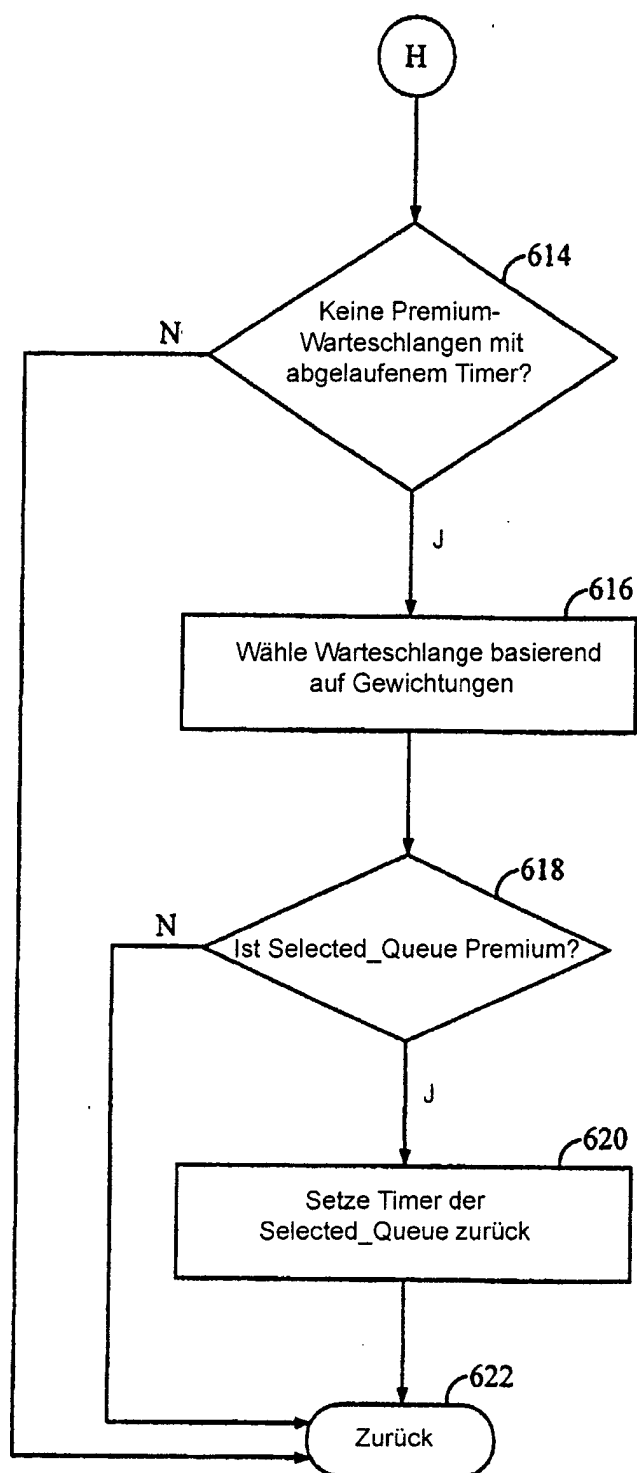 H
614
Keine Premium-
Warteschlangen mit
abgelaufenem Timer?
N
J
616
Wähle Warteschlange basierend
auf Gewichtungen
618
N
Ist Selected_Queue Premium?
J
620
Setze Timer der
Selected_Queue zurück
622
Zurück